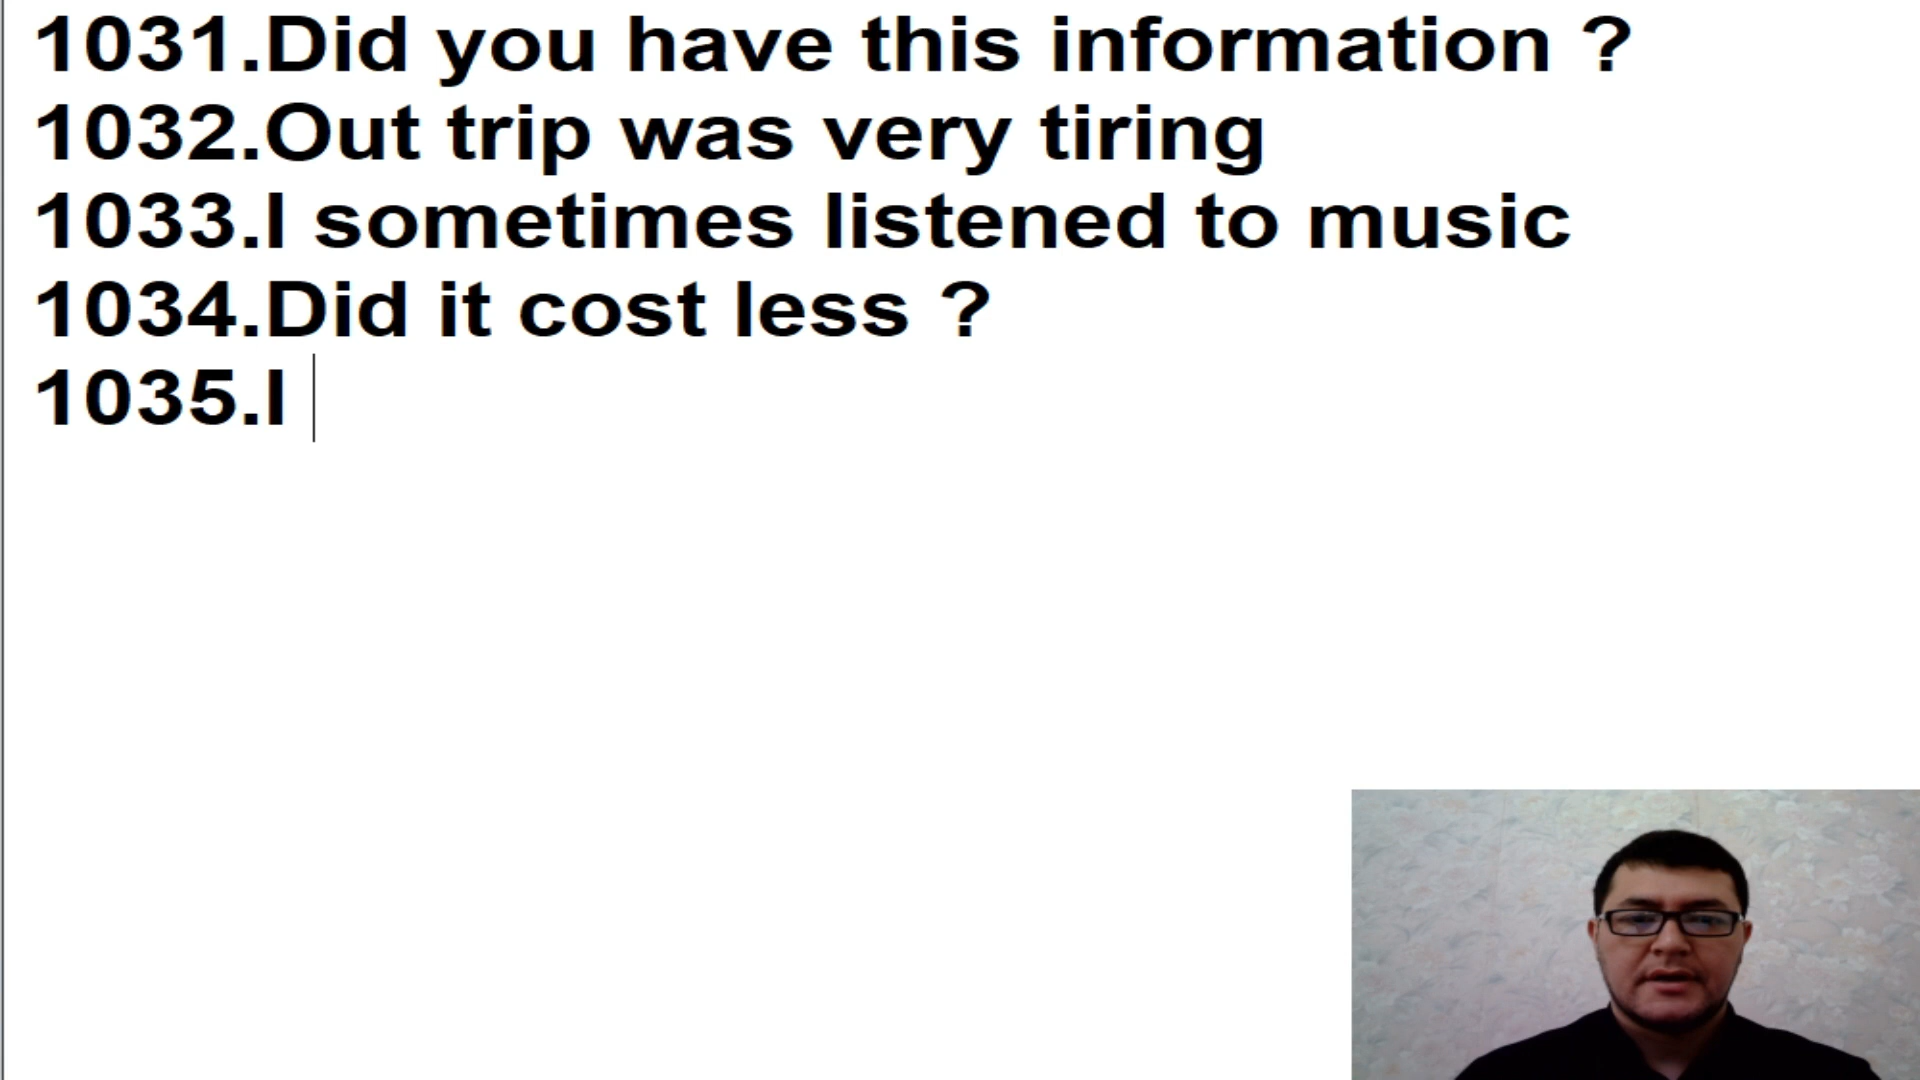 1031.Did you have this information ?
1032.Out trip was very tiring
1033.I sometimes listened to music
1034.Did it cost less ?
1035.I